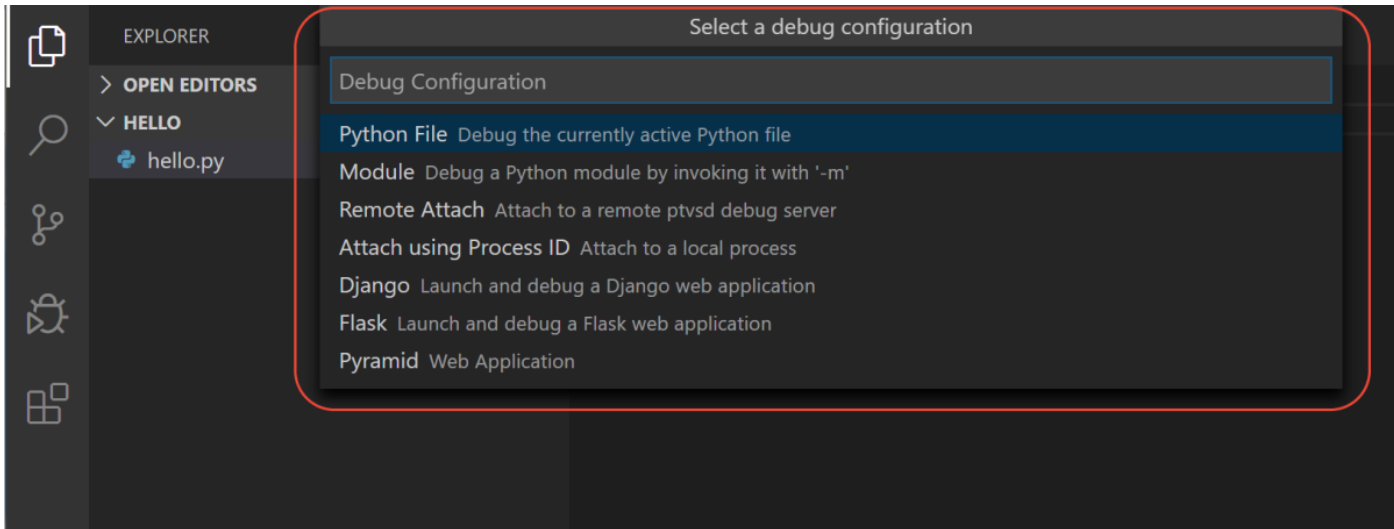 EXPLORER
OPEN EDITORS
HELLO
hello.py
Select a debug configuration
Debug Configuration
Python File Debug the currently active Python file
Module Debug a Python module by invoking it with '-m'
Remote Attach Attach to a remote ptvsd debug server
Attach using Process ID Attach to a local process
Django Launch and debug a Django web application
Flask Launch and debug a Flask web application
Pyramid Web Application